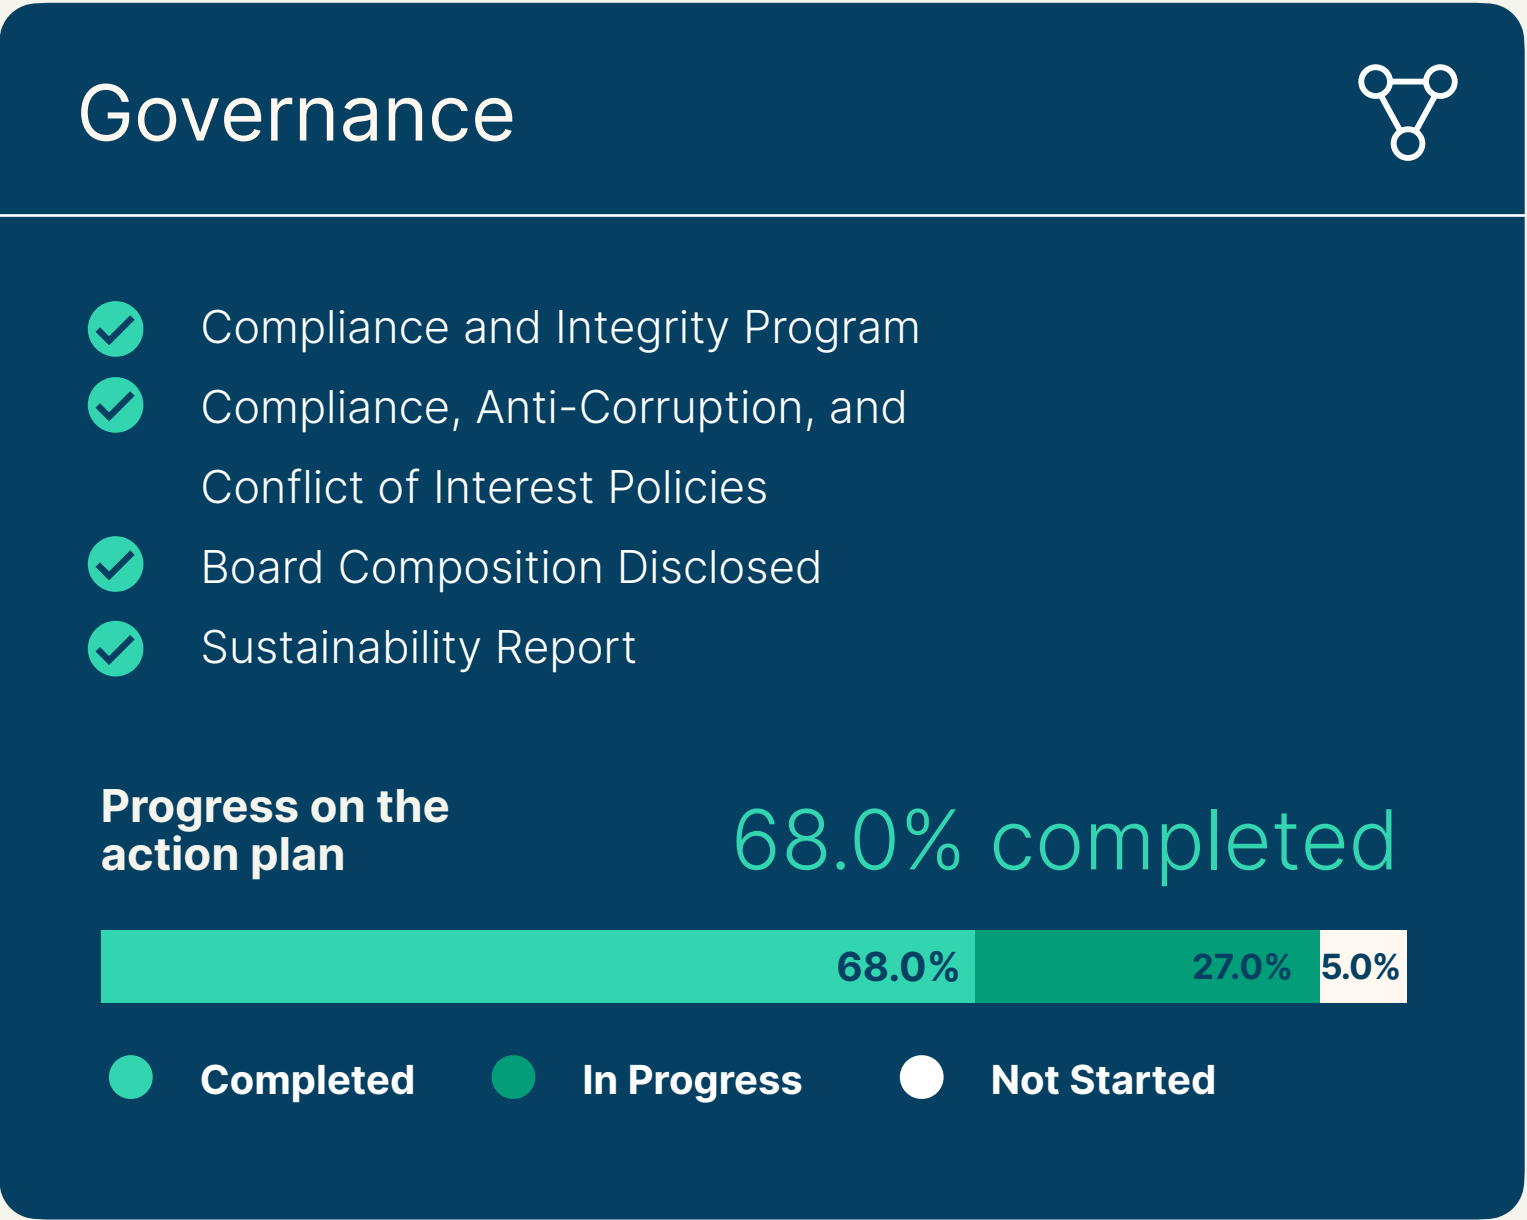 Governance
Compliance and Integrity Program
Compliance, Anti-Corruption, and
Conflict of Interest Policies
Board Composition Disclosed
Sustainability Report
Progress on the
action plan
68.0% completed
68.0% 27.0% 5.0%
Completed In Progress Not Started